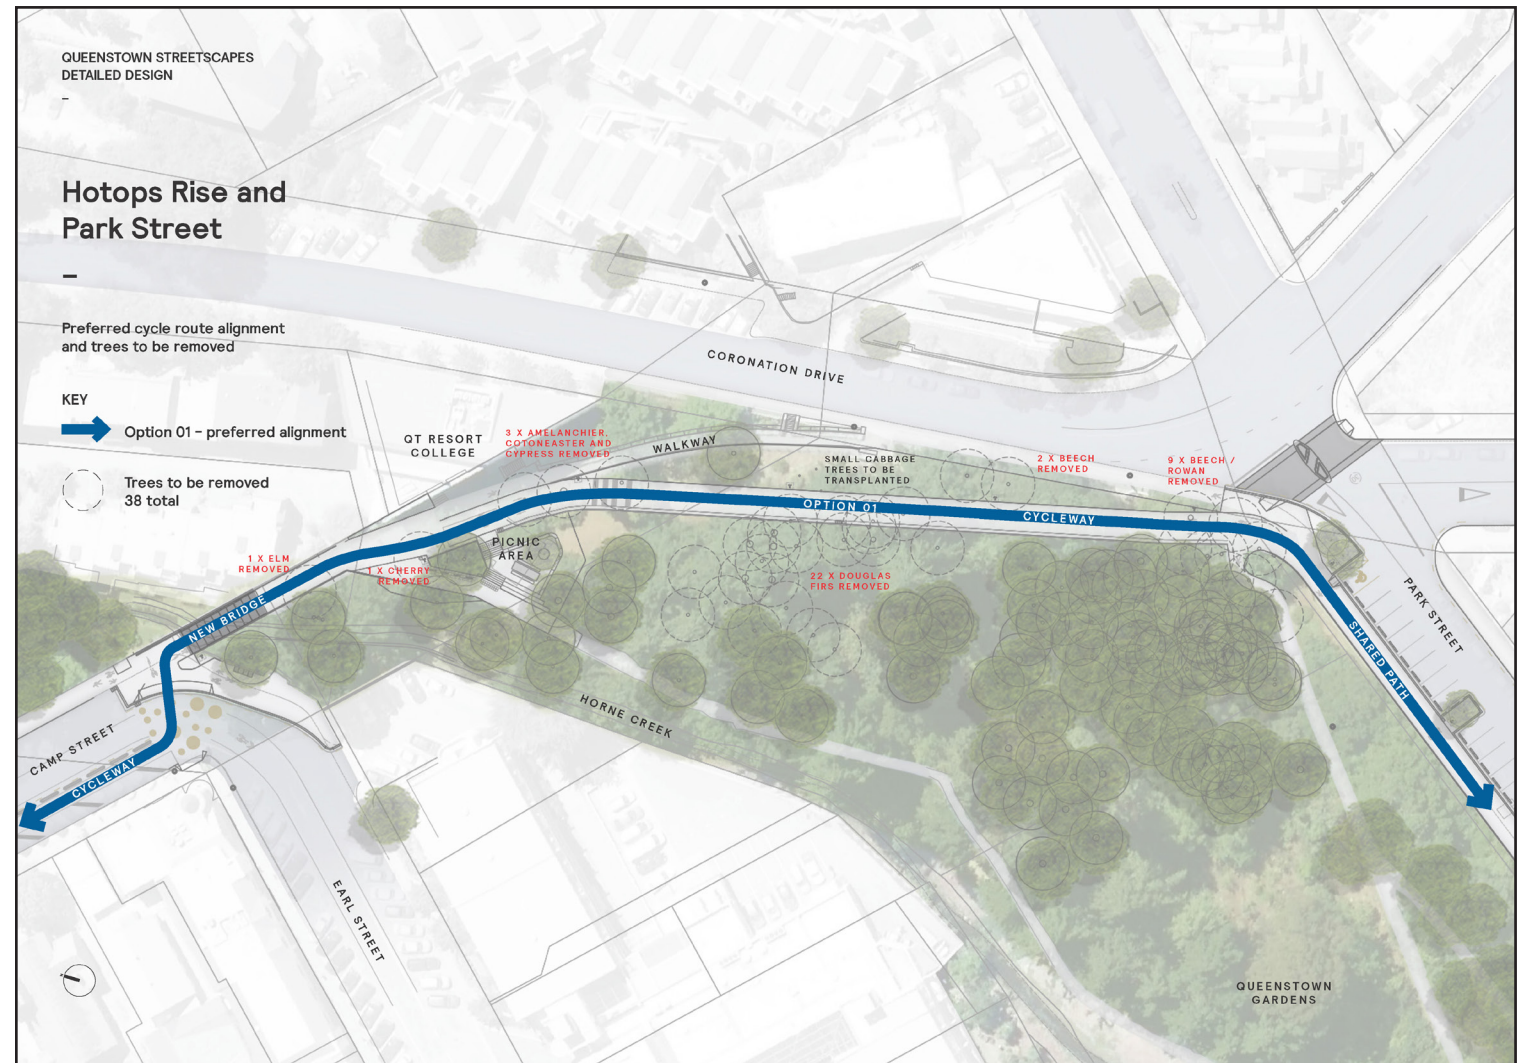 QUEENSTOWN STREETSCAPES
DETAILED DESIGN
–
Hotops Rise and
Park Street
–
Preferred cycle route alignment
and trees to be removed
KEY
Option 01 – preferred alignment
Trees to be removed
38 total
CORONATION DRIVE
QT RESORT
COLLEGE
3 X AMELANCHIER,
COTONEASTER AND
CYPRESS REMOVED
WALKWAY
SMALL CABBAGE
TREES TO BE
TRANSPLANTED
2 X BEECH
REMOVED
9 X BEECH /
ROWAN
REMOVED
OPTION 01
CYCLEWAY
PICNIC
AREA
1 X ELM
REMOVED
1 X CHERRY
REMOVED
22 X DOUGLAS
FIRS REMOVED
NEW BRIDGE
PARK STREET
SHARED PATH
HORNE CREEK
CAMP STREET
CYCLEWAY
EARL STREET
QUEENSTOWN
GARDENS